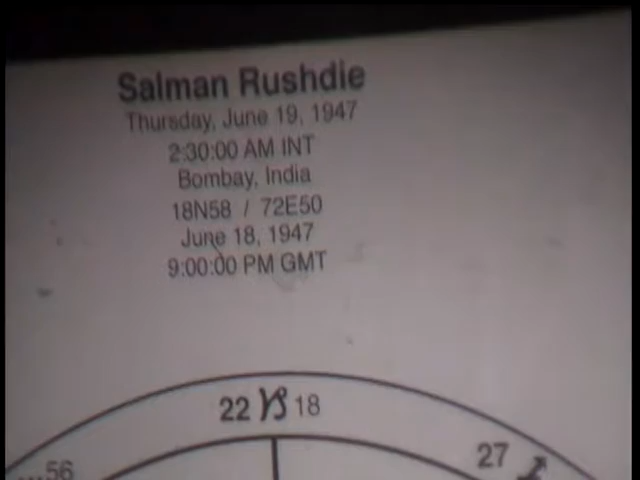 Salman Rushdie
Thursday, June 19, 1947
2:30:00 AM INT
Bombay, India
18N58 / 72E50
June 18, 1947
9:00:00 PM GMT
22 ♑ 18
27 ♐
56